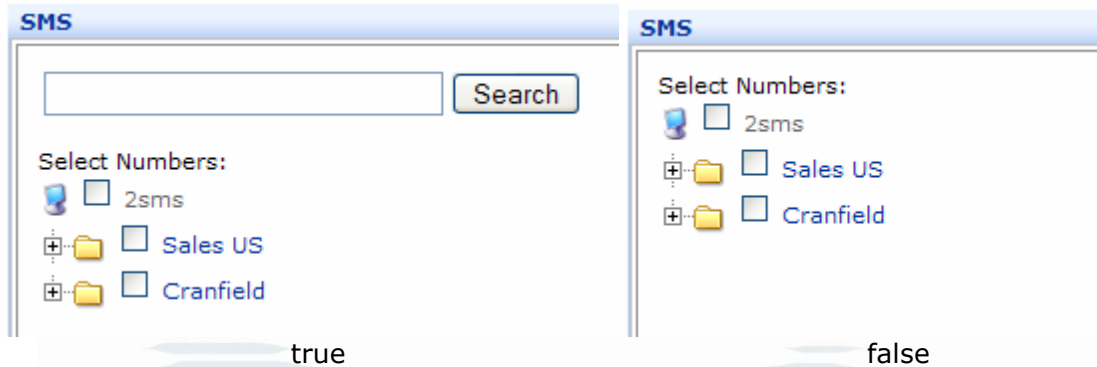 SMS
Search
Select Numbers:
2sms
Sales US
Cranfield
true
SMS
Select Numbers:
2sms
Sales US
Cranfield
false